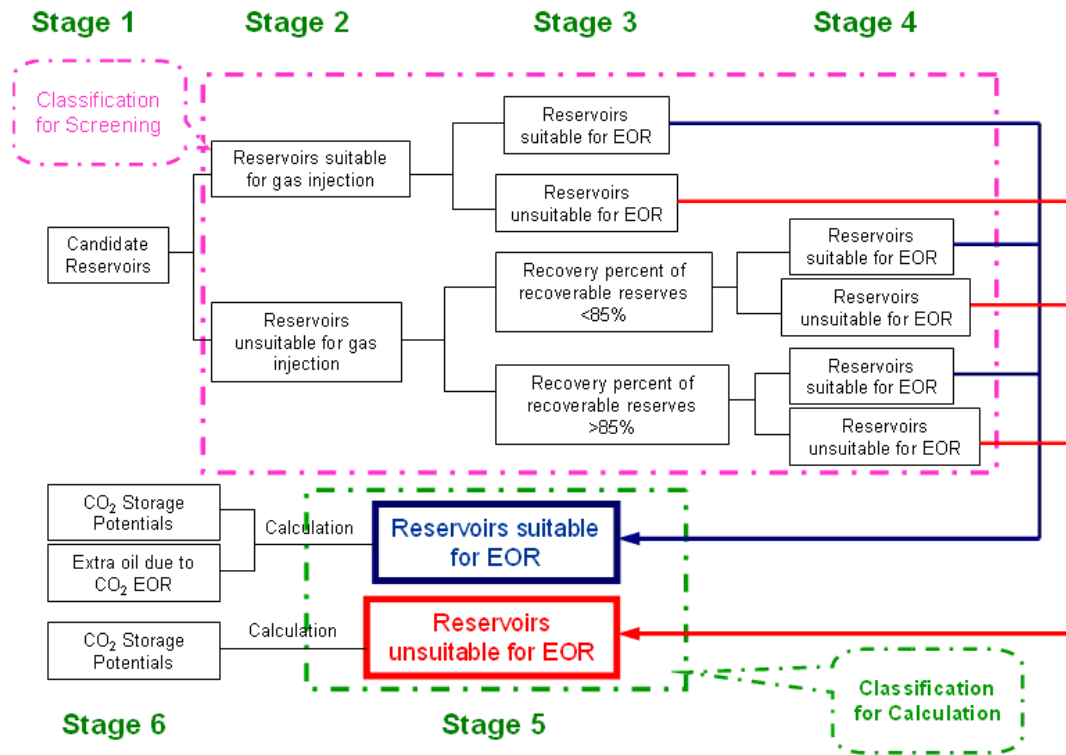 Stage 1
Stage 2
Stage 3
Stage 4
Classification
for Screening
Candidate
Reservoirs
Reservoirs suitable
for gas injection
Reservoirs
unsuitable for gas
injection
Reservoirs
suitable for EOR
Reservoirs
unsuitable for EOR
Recovery percent of
recoverable reserves
<85%
Recovery percent of
recoverable reserves
>85%
Reservoirs
suitable for EOR
Reservoirs
unsuitable for EOR
Reservoirs
suitable for EOR
Reservoirs
unsuitable for EOR
CO₂ Storage
Potentials
Extra oil due to
CO₂ EOR
Calculation
Reservoirs suitable
for EOR
CO₂ Storage
Potentials
Calculation
Reservoirs
unsuitable for EOR
Classification
for Calculation
Stage 6
Stage 5